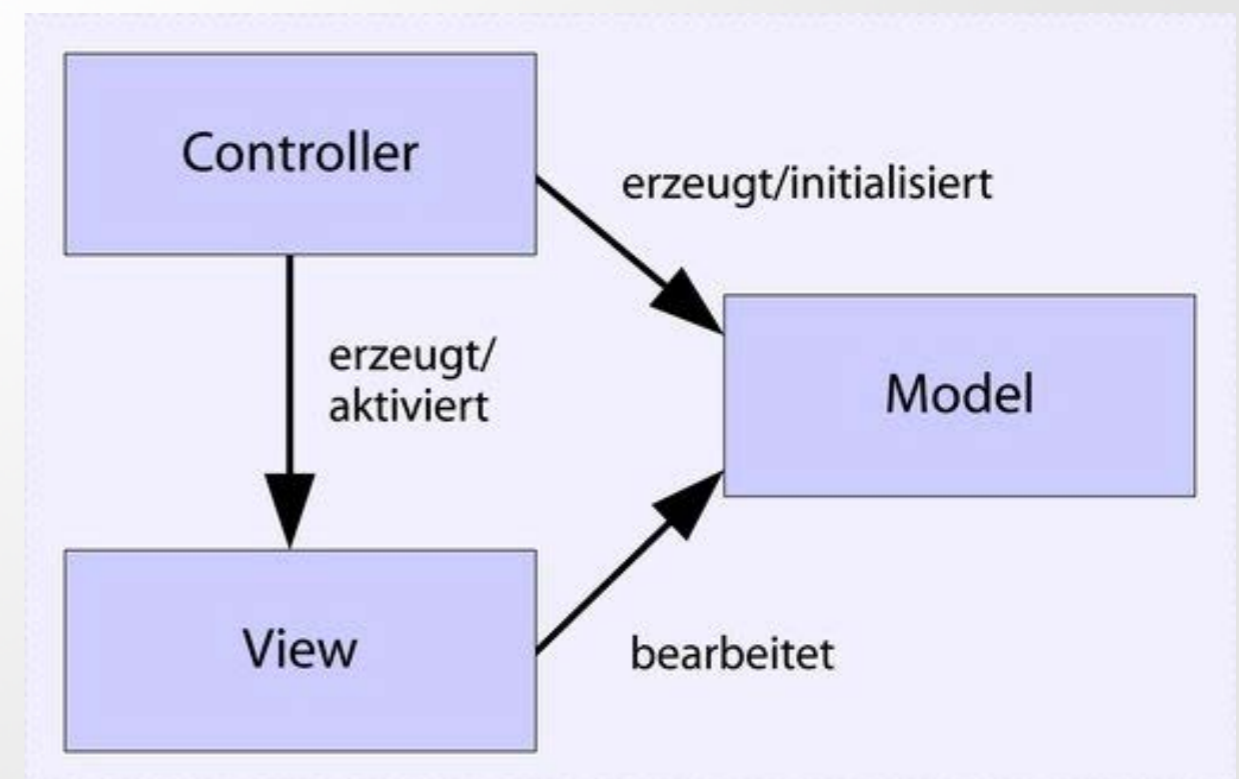 Controller
erzeugt/initialisiert
erzeugt/
aktiviert
Model
View
bearbeitet